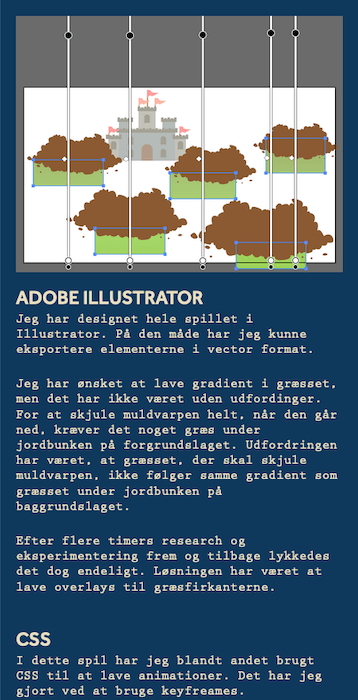 ADOBE ILLUSTRATOR
Jeg har designet hele spillet i
Illustrator. På den måde har jeg kunne
eksportere elementerne i vector format.
Jeg har ønsket at lave gradient i græsset,
men det har ikke været uden udfordinger.
For at skjule muldvarpen helt, når den går
ned, kræver det noget græs under
jordbunken på forgrundslaget. Udfordringen
har været, at græsset, der skal skjule
muldvarpen, ikke følger samme gradient som
græsset under jordbunken på
baggrundslaget.
Efter flere timers research og
eksperimentering frem og tilbage lykkedes
det dog endeligt. Løsningen har været at
lave overlays til græsfirkanterne.
CSS
I dette spil har jeg blandt andet brugt
CSS til at lave animationer. Det har jeg
gjort ved at bruge keyfreames.